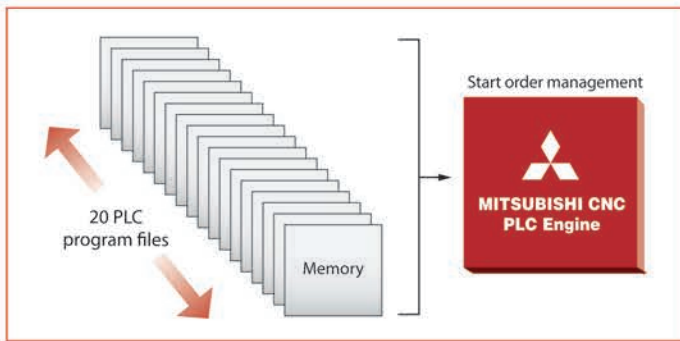 Start order management
MITSUBISHI CNC
PLC Engine
20 PLC
program files
Memory